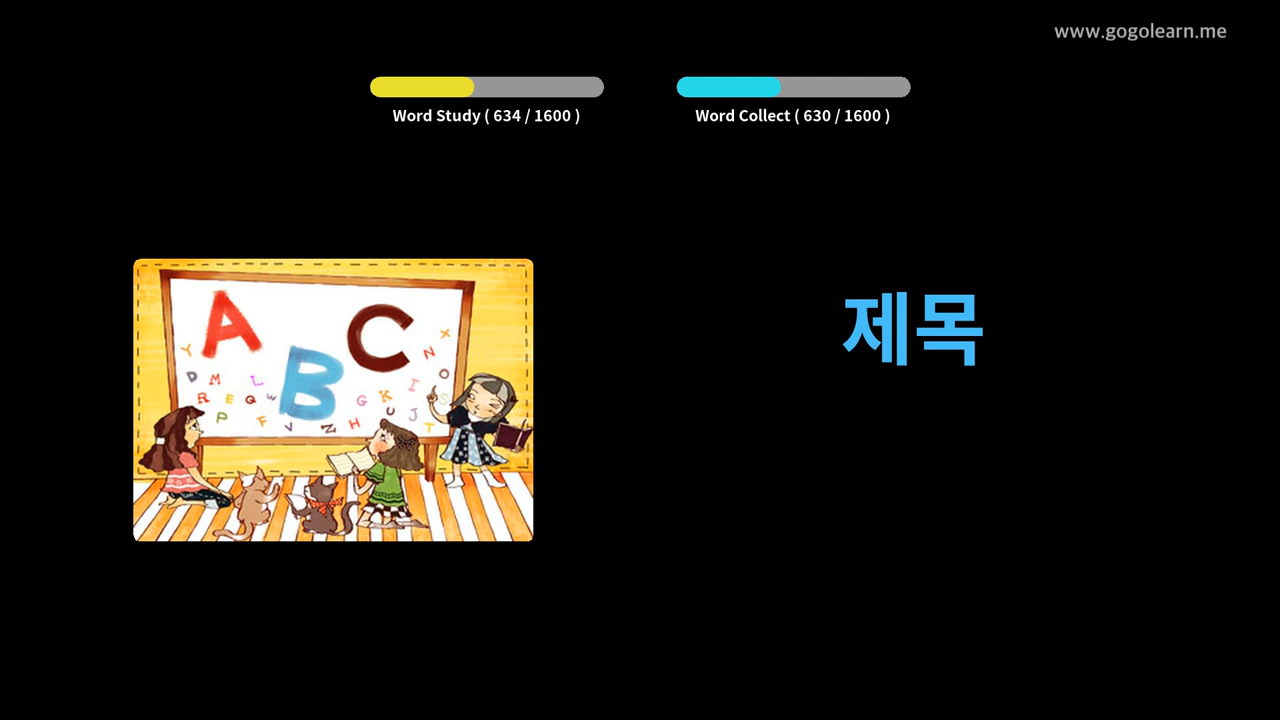 www.gogolearn.me
Word Study ( 634 / 1600 )
Word Collect ( 630 / 1600 )
제목
A
B
C
X
Y
N
D
M
L
O
I
R
E
Q
W
G
K
S
P
F
U
J
V
Z
H
T